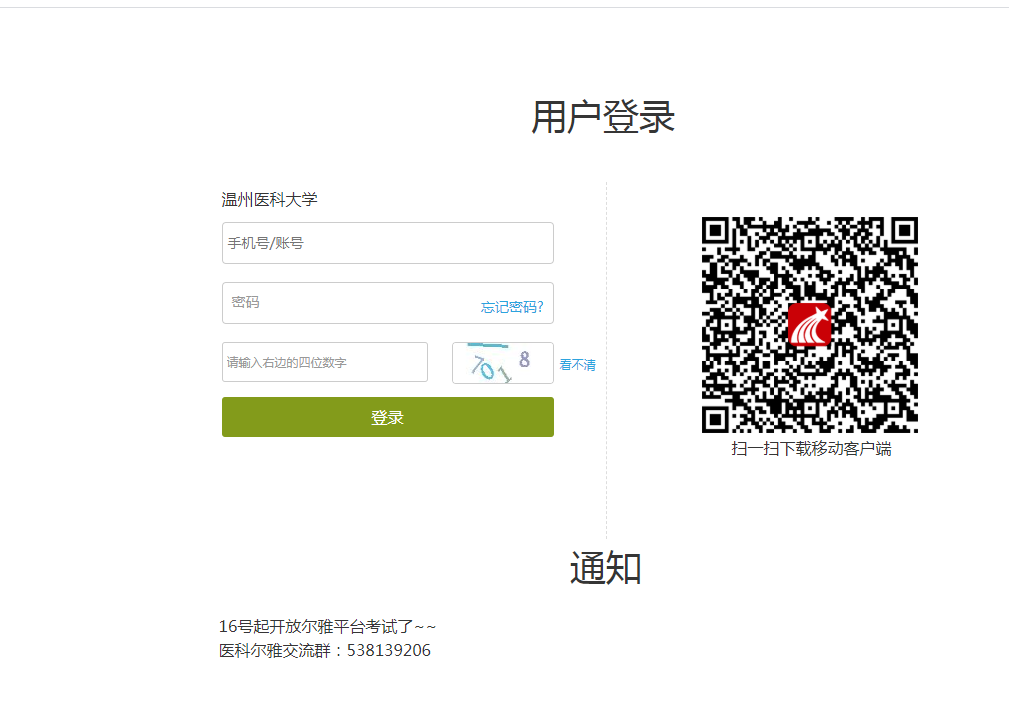 用户登录
温州医科大学
手机号/账号
密码
忘记密码?
请输入右边的四位数字
7018
看不清
登录
扫一扫下载移动客户端
通知
16号起开放尔雅平台考试了~~
医科尔雅交流群：538139206